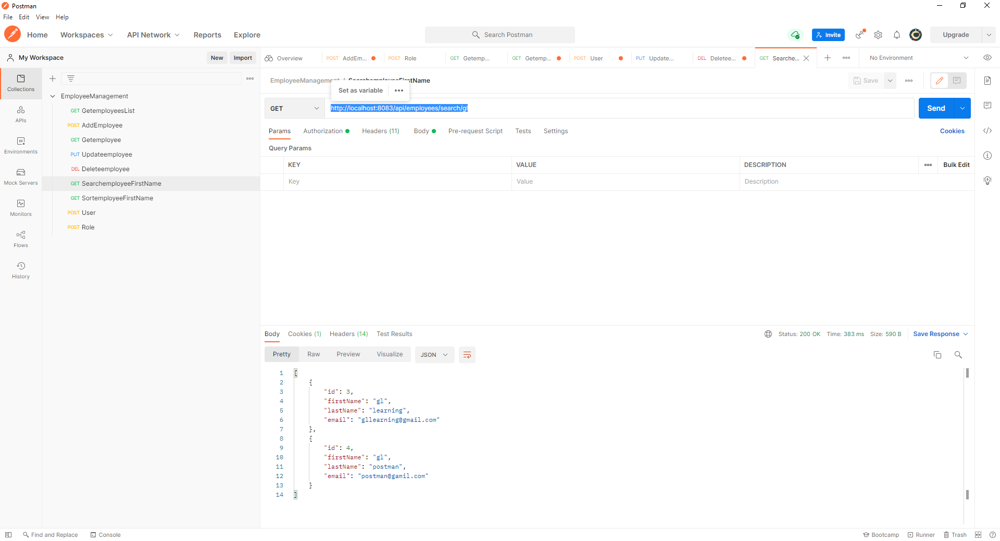 Postman
File Edit View Help
Home Workspaces API Network Reports Explore Search Postman Invite Upgrade
My Workspace New Import Overview POST AddEm... POST Role GET Getemp... GET Getemp... POST User PUT Update... DEL Deletee... GET Searche... No Environment
EmployeeManagement / SearchemployeeFirstName Save
Set as variable
GET http://localhost:8083/api/employees/search/gl Send
Params Authorization Headers (11) Body Pre-request Script Tests Settings Cookies
Query Params
KEY VALUE DESCRIPTION Bulk Edit
Key Value Description
Collections
APIs
Environments
Mock Servers
Monitors
Flows
History
EmployeeManagement
GET GetemployeesList
POST AddEmployee
GET Getemployee
PUT Updateemployee
DEL Deleteemployee
GET SearchemployeeFirstName
GET SortemployeeFirstName
POST User
POST Role
Body Cookies (1) Headers (14) Test Results Status: 200 OK Time: 383 ms Size: 590 B Save Response
Pretty Raw Preview Visualize JSON
1 [
2 {
3 "id": 3,
4 "firstName": "gl",
5 "lastName": "learning",
6 "email": "gllearning@gmail.com"
7 },
8 {
9 "id": 4,
10 "firstName": "gl",
11 "lastName": "postman",
12 "email": "postman@gamil.com"
13 }
14 ]
Find and Replace Console Bootcamp Runner Trash